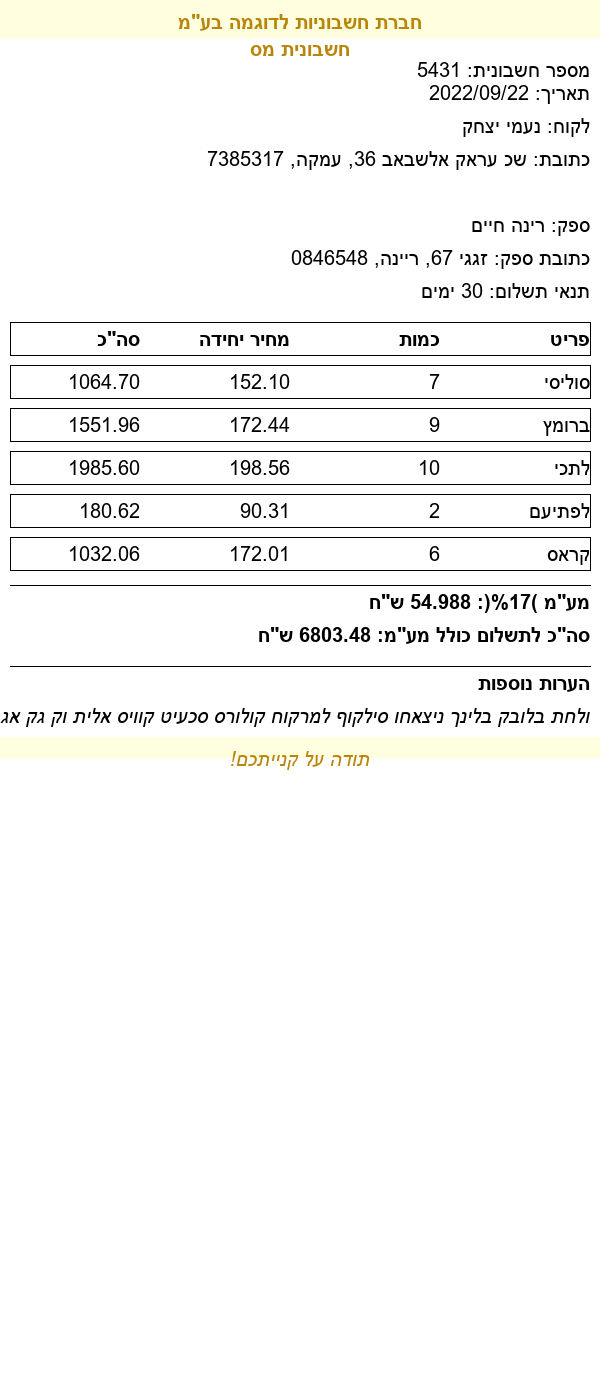 חברת חשבוניות לדוגמה בע"מ
חשבונית מס
מספר חשבונית: 5431
תאריך: 2022/09/22
לקוח: נעמי יצחק
כתובת: שכ עראק אלשבאב 36, עמקה, 7385317
ספק: רינה חיים
כתובת ספק: זגגי 67, ריינה, 0846548
תנאי תשלום: 30 ימים
פריט כמות מחיר יחידה סה"כ
סוליסי 7 152.10 1064.70
ברומץ 9 172.44 1551.96
לתכי 10 198.56 1985.60
לפתיעם 2 90.31 180.62
קראס 6 172.01 1032.06
מע"מ )17%(: 54.988 ש"ח
סה"כ לתשלום כולל מע"מ: 6803.48 ש"ח
הערות נוספות
ולחת בלובק בלינך ניצאחו סילקוף למרקוח קולורס סכעיט קוויס אלית וק גק אג
תודה על קנייתכם!